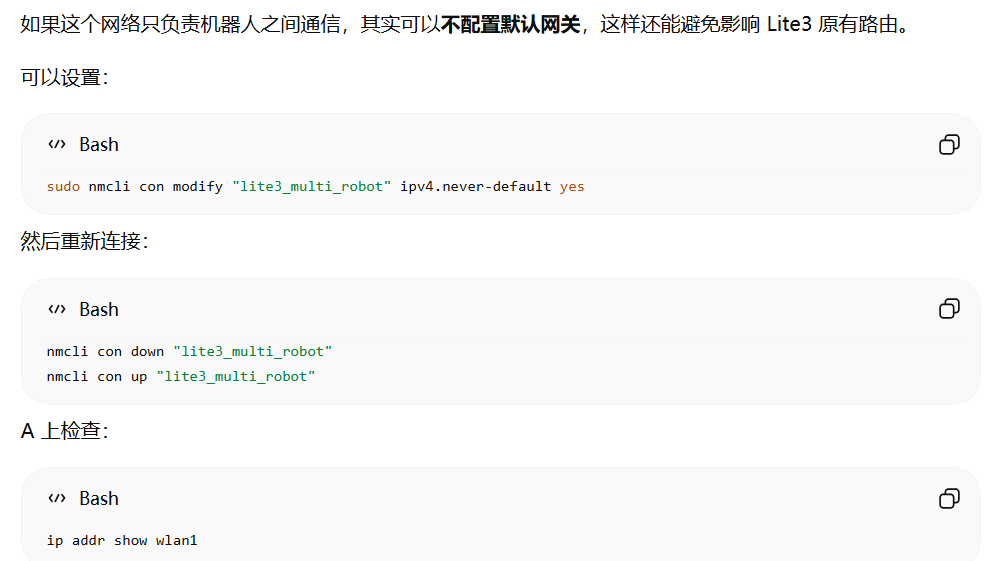 如果这个网络只负责机器人之间通信，其实可以不配置默认网关，这样还能避免影响 Lite3 原有路由。
可以设置：
Bash
sudo nmcli con modify "lite3_multi_robot" ipv4.never-default yes
然后重新连接：
Bash
nmcli con down "lite3_multi_robot"
nmcli con up "lite3_multi_robot"
A 上检查：
Bash
ip addr show wlan1